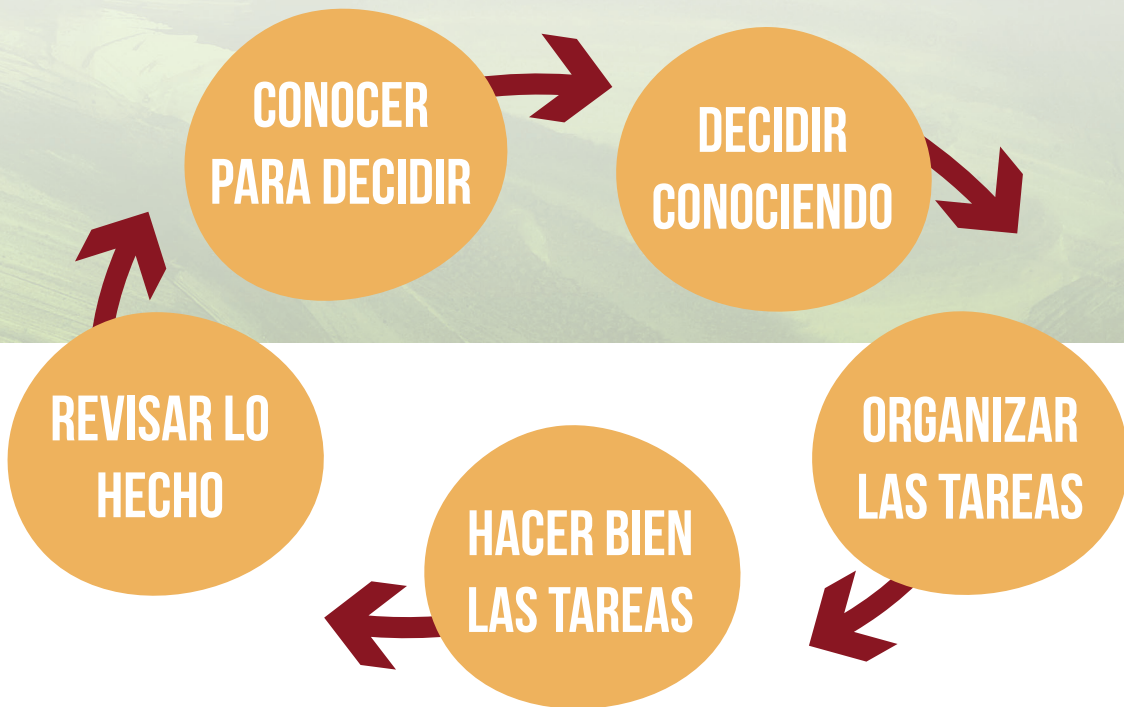 CONOCER
PARA DECIDIR
DECIDIR
CONOCIENDO
ORGANIZAR
LAS TAREAS
HACER BIEN
LAS TAREAS
REVISAR LO
HECHO